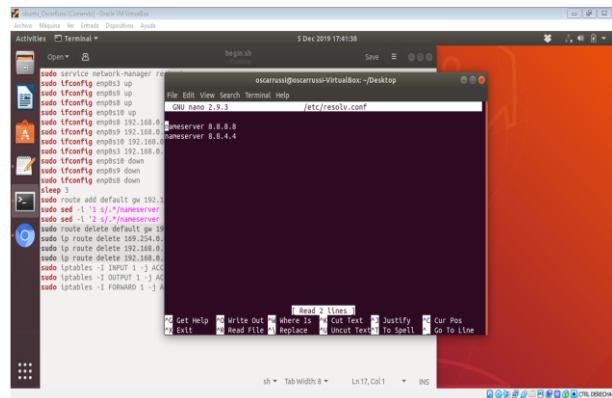 ubuntu_OscarRussi [Corriendo] - Oracle VM VirtualBox
Archivo Máquina Ver Entrada Dispositivos Ayuda
Activities Terminal 5 Dec 2019 17:41:38
Open begin.sh Save
sudo service network-manager
sudo ifconfig enp0s3 up
sudo ifconfig enp0s9 up
sudo ifconfig enp0s8 up
sudo ifconfig enp0s10 up
sudo ifconfig enp0s8 192.168.0.
sudo ifconfig enp0s9 192.168.0.
sudo ifconfig enp0s10 192.168.0
sudo ifconfig enp0s3 192.168.0.
sudo ifconfig enp0s10 down
sudo ifconfig enp0s9 down
sudo ifconfig enp0s8 down
sleep 3
sudo route add default gw 192.1
sudo sed -i '1 s/.*/nameserver
sudo sed -i '2 s/.*/nameserver
sudo route delete default gw 19
sudo ip route delete 169.254.0.
sudo ip route delete 192.168.0.
sudo ip route delete 192.168.0.
sudo iptables -I INPUT 1 -j ACC
sudo iptables -I OUTPUT 1 -j AC
sudo iptables -I FORWARD 1 -j A
oscarrussi@oscarrussi-VirtualBox: ~/Desktop
File Edit View Search Terminal Help
GNU nano 2.9.3 /etc/resolv.conf
nameserver 8.8.8.8
nameserver 8.8.4.4
[ Read 2 lines ]
^G Get Help ^O Write Out ^W Where Is ^K Cut Text ^J Justify ^C Cur Pos
^X Exit ^R Read File ^\ Replace ^U Uncut Text ^T To Spell ^_ Go To Line
sh Tab Width: 8 Ln 17, Col 1 INS
CTRL DERECHA